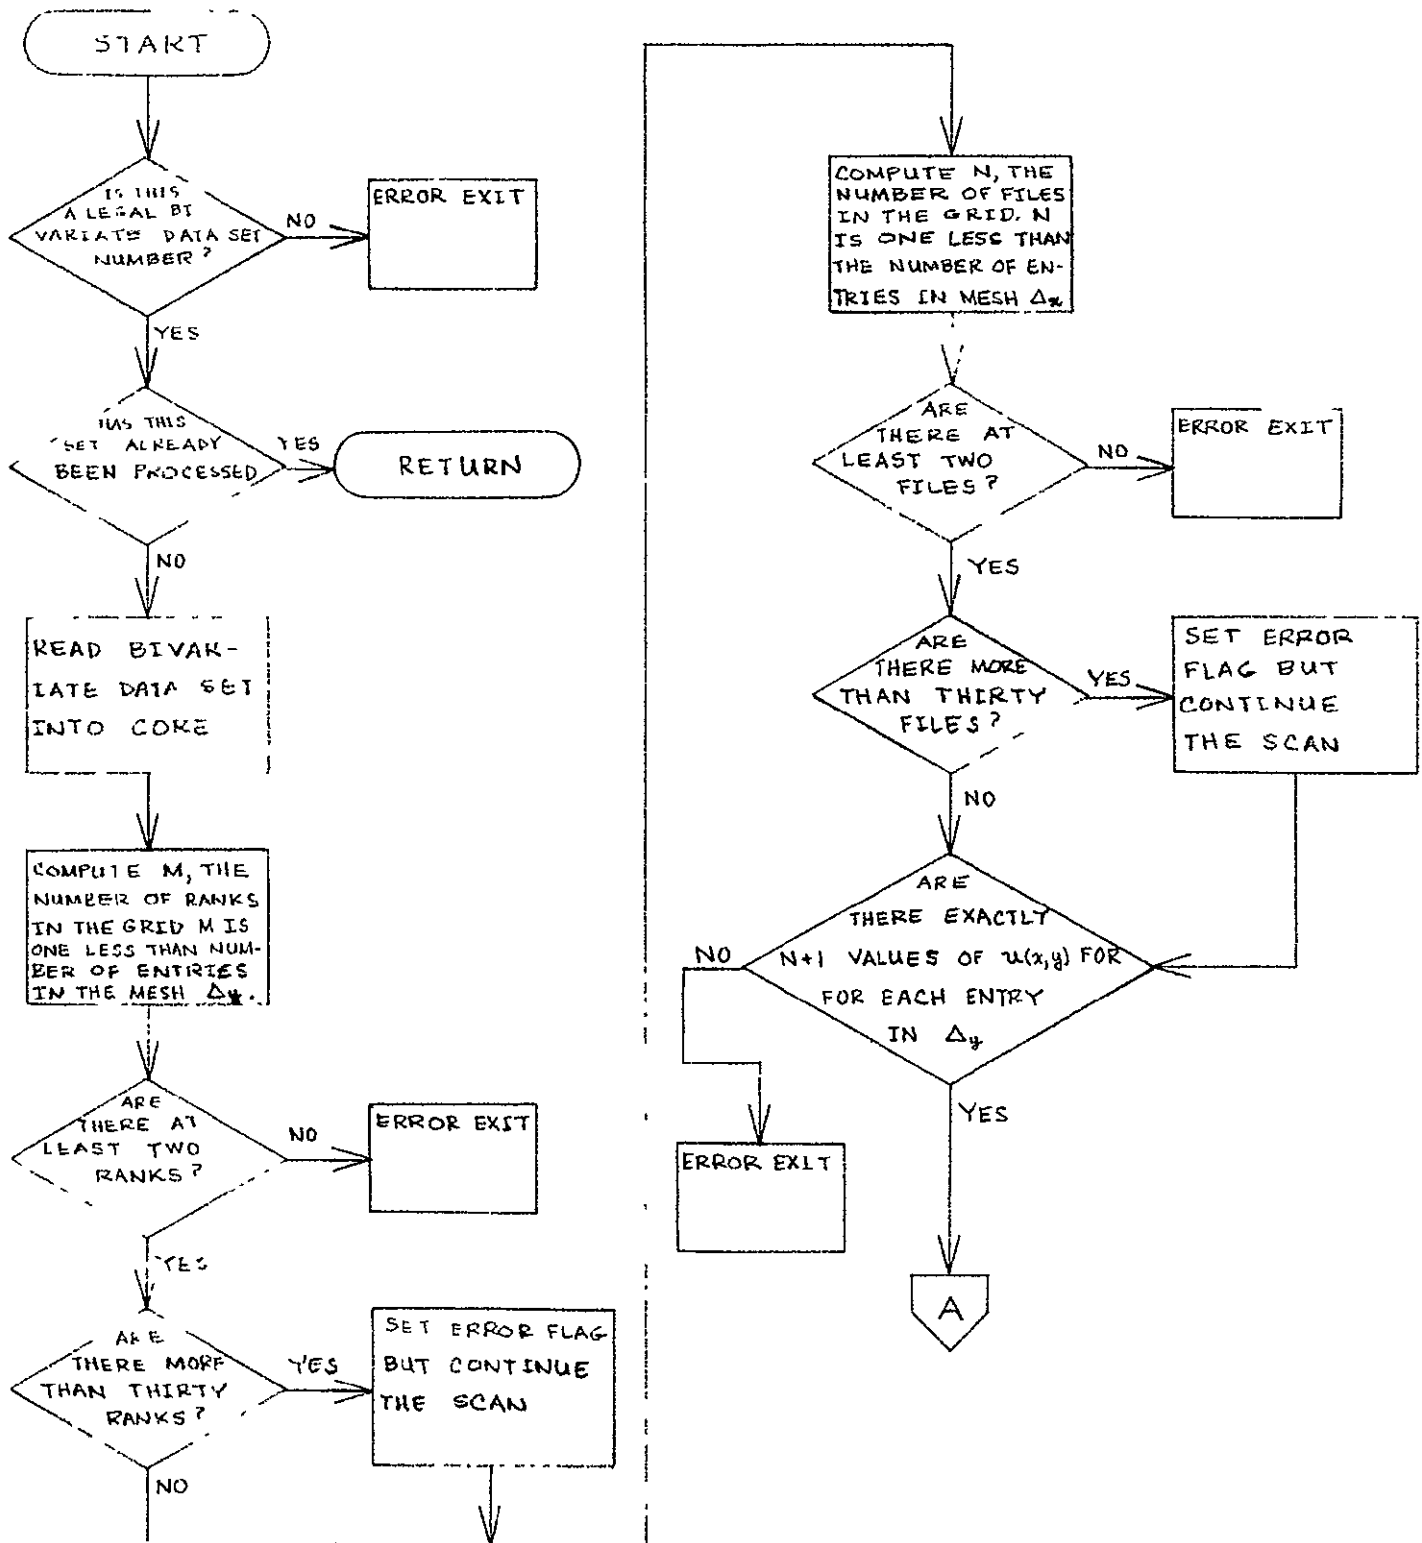 START
IS THIS
A LEGAL BI
VARIATE DATA SET
NUMBER?
NO
ERROR EXIT
YES
HAS THIS
SET ALREADY
BEEN PROCESSED
YES
RETURN
NO
READ BIVAR-
IATE DATA SET
INTO CORE
COMPUTE M, THE
NUMBER OF RANKS
IN THE GRID M IS
ONE LESS THAN NUM-
BER OF ENTRIES
IN THE MESH Δy.
ARE
THERE AT
LEAST TWO
RANKS?
NO
ERROR EXIT
YES
ARE
THERE MORE
THAN THIRTY
RANKS?
YES
SET ERROR FLAG
BUT CONTINUE
THE SCAN
NO
COMPUTE N, THE
NUMBER OF FILES
IN THE GRID. N
IS ONE LESS THAN
THE NUMBER OF EN-
TRIES IN MESH Δx
ARE
THERE AT
LEAST TWO
FILES?
NO
ERROR EXIT
YES
ARE
THERE MORE
THAN THIRTY
FILES?
YES
SET ERROR
FLAG BUT
CONTINUE
THE SCAN
NO
ARE
THERE EXACTLY
N+1 VALUES OF u(x,y) FOR
FOR EACH ENTRY
IN Δy
NO
ERROR EXIT
YES
A